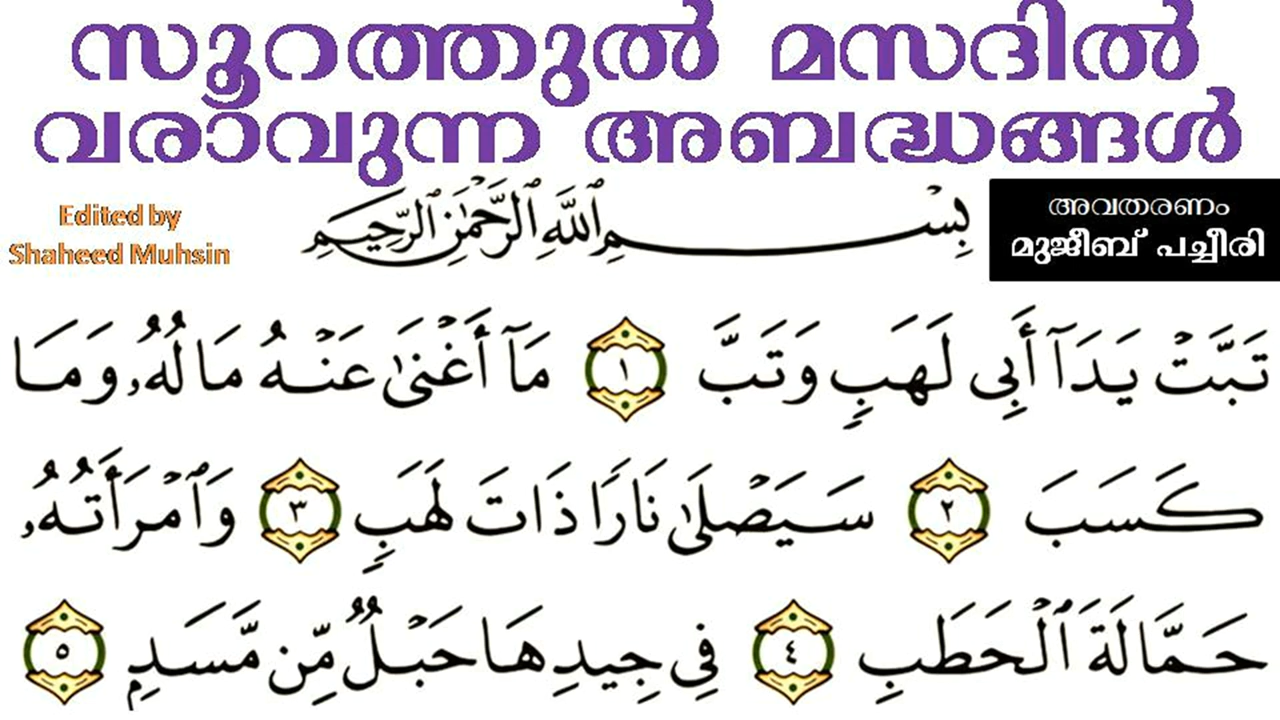 സൂറത്തുൽ മസദിൽ
വരാവുന്ന അബദ്ധങ്ങൾ
Edited by
Shaheed Muhsin
بِسْمِ ٱللَّهِ ٱلرَّحْمَٰنِ ٱلرَّحِيمِ
അവതരണം
മുജീബ് പച്ചീരി
تَبَّتْ يَدَآ أَبِى لَهَبٍ وَتَبَّ ١ مَآ أَغْنَىٰ عَنْهُ مَالُهُۥ وَمَا
كَسَبَ ٢ سَيَصْلَىٰ نَارًا ذَاتَ لَهَبٍ ٣ وَٱمْرَأَتُهُۥ
حَمَّالَةَ ٱلْحَطَبِ ٤ فِى جِيدِهَا حَبْلٌ مِّن مَّسَدٍۭ ٥